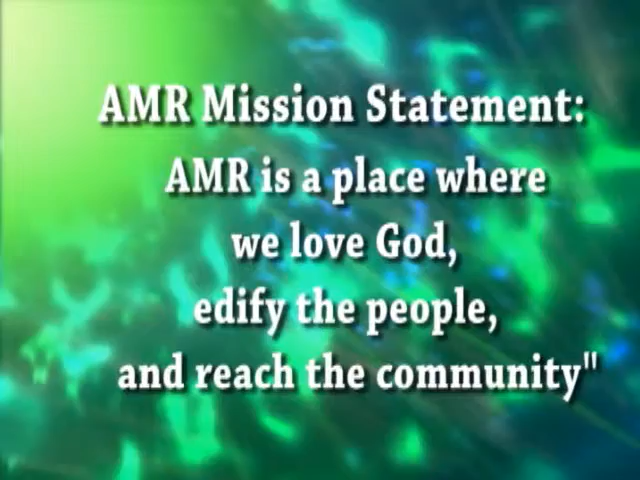 AMR Mission Statement:
AMR is a place where
we love God,
edify the people,
and reach the community"